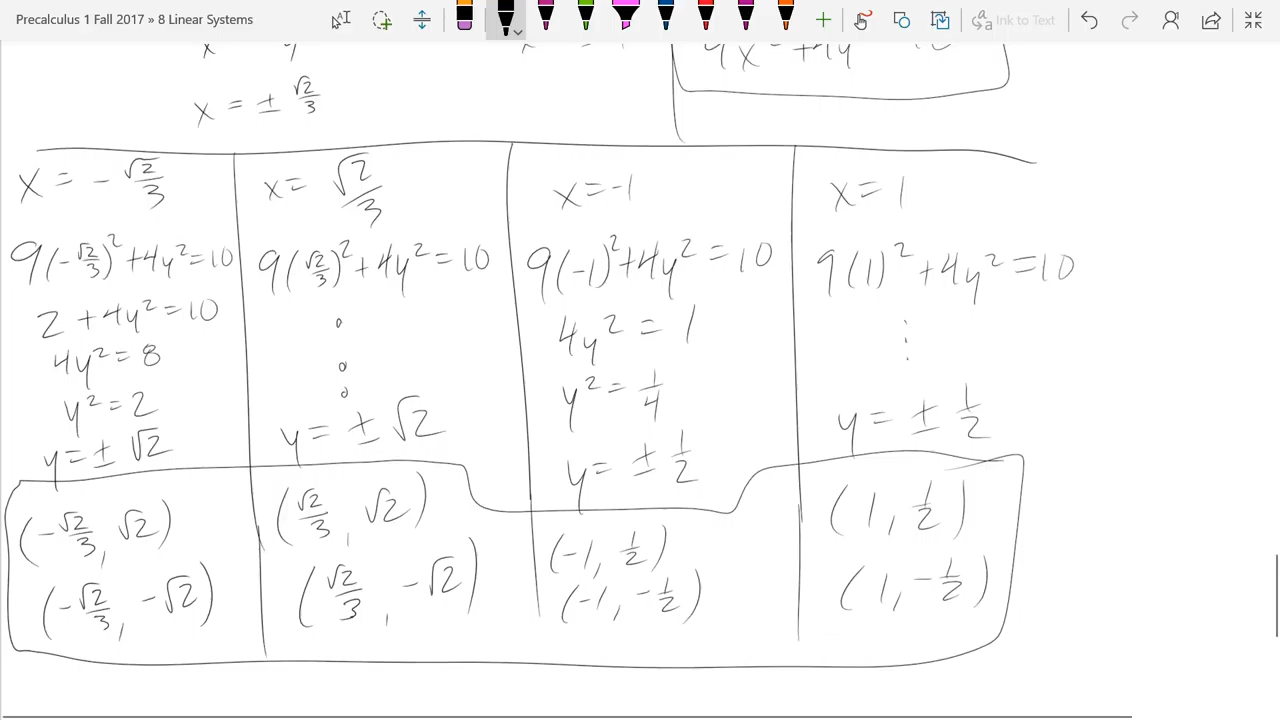 Precalculus 1 Fall 2017 » 8 Linear Systems
Ink to Text
x = ± √2/3
x = - √2/3
9(-√2/3)² + 4y² = 10
2 + 4y² = 10
4y² = 8
y² = 2
y = ± √2
(-√2/3, √2)
(-√2/3, -√2)
x = √2/3
9(√2/3)² + 4y² = 10
y = ± √2
(√2/3, √2)
(√2/3, -√2)
x = -1
9(-1)² + 4y² = 10
4y² = 1
y² = 1/4
y = ± 1/2
(-1, 1/2)
(-1, -1/2)
x = 1
9(1)² + 4y² = 10
⋮
y = ± 1/2
(1, 1/2)
(1, -1/2)